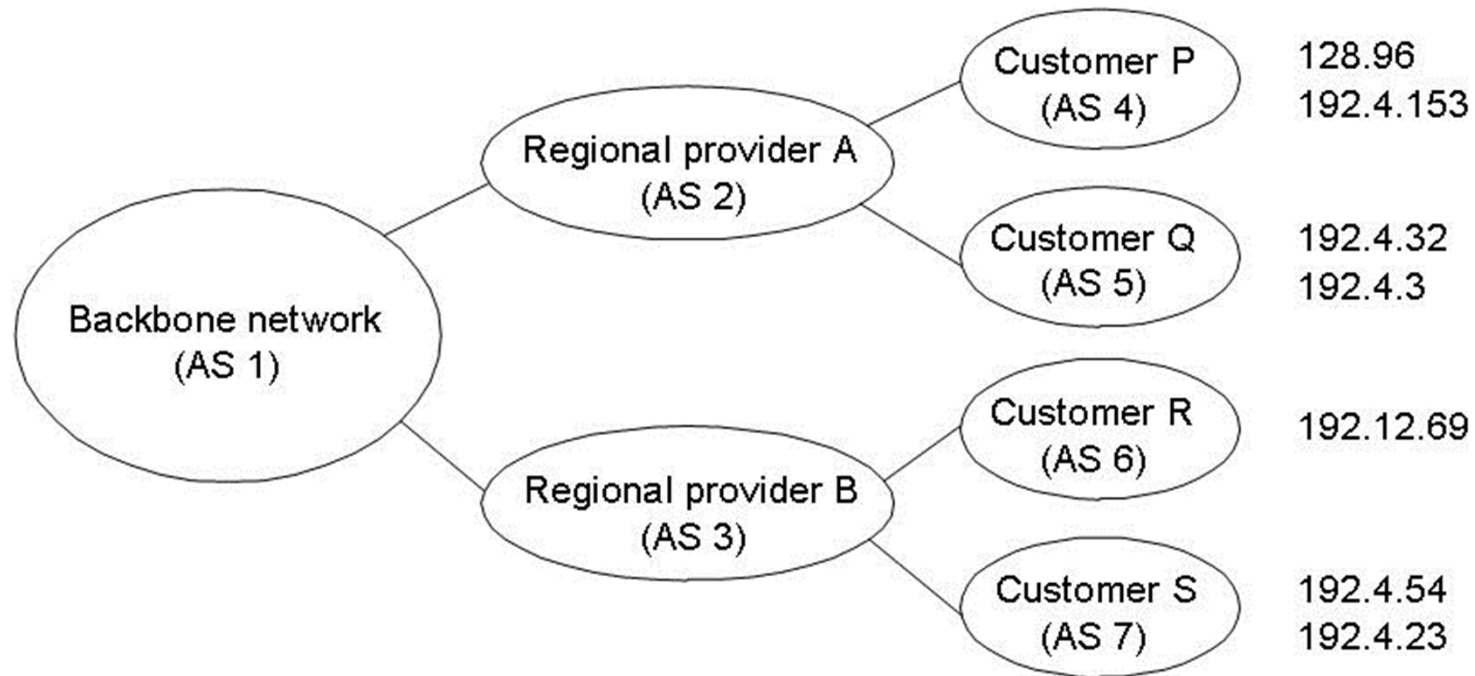 Customer P
(AS 4)
128.96
192.4.153
Regional provider A
(AS 2)
Customer Q
(AS 5)
192.4.32
192.4.3
Backbone network
(AS 1)
Customer R
(AS 6)
192.12.69
Regional provider B
(AS 3)
Customer S
(AS 7)
192.4.54
192.4.23